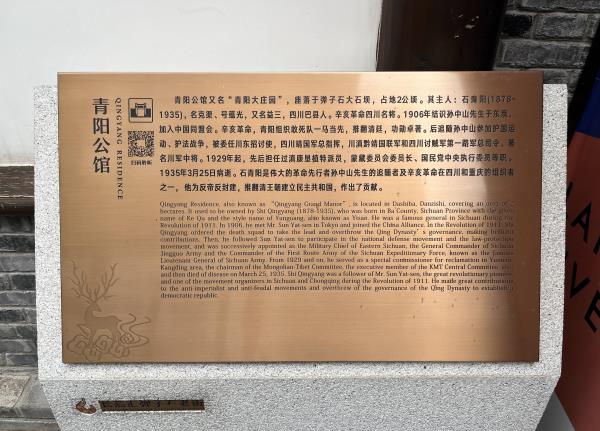 青阳公馆
QINGYANG RESIDENCE
扫码聆听
青阳公馆又名“青阳大庄园”，座落于弹子石大石坝，占地2公顷。其主人：石青阳(1878-
1935)，名克渠、号蕴光，又名益三，四川巴县人。辛亥革命四川名将。1906年结识孙中山先生于东京，
加入中国同盟会。辛亥革命，青阳组织敢死队一马当先，推翻清廷，功勋卓著。后追随孙中山参加护国运
动、护法战争，被委任川东招讨使，四川靖国军总指挥，川滇黔靖国联军和四川讨贼军第一路军总司令，著
名川军中将。1929年起，先后担任过滇康垦植特派员，蒙藏委员会委员长、国民党中央执行委员等职。
1935年3月25日病逝。石青阳是伟大的革命先行者孙中山先生的追随者及辛亥革命在四川和重庆的组织者
之一，他为反帝反封建，推翻清王朝建立民主共和国，作出了贡献。
Qingyang Residence, also known as “Qingyang Grand Manor”, is located in Dashiba, Danzishi, covering an area of 2
hectares. It used to be owned by Shi Qingyang (1878-1935), who was born in Ba County, Sichuan Province with the given
name of Ke Qu and the style name of Yunguang, also known as Yisan. He was a famous general in Sichuan during the
Revolution of 1911. In 1906, he met Mr. Sun Yat-sen in Tokyo and joined the China Alliance. In the Revolution of 1911, Shi
Qingyang ordered the death squad to take the lead and overthrow the Qing Dynasty's governance, making brilliant
contributions. Then, he followed Sun Yat-sen to participate in the national defense movement and the law-protection
movement, and was successively appointed as the Military Chief of Eastern Sichuan, the General Commander of Sichuan
Jingguo Army and the Commander of the First Route Army of the Sichuan Expeditionary Force, known as the famous
Lieutenant General of Sichuan Army. From 1929 and on, he served as a special commissioner for reclamation in Yunnan-
Kangding area, the chairman of the Mongolian-Tibet Committee, the executive member of the KMT Central Committee, etc.,
and then died of disease on March 25, 1935. Shi Qingyang was a follower of Mr. Sun Yat-sen, the great revolutionary pioneer,
and one of the movement organizers in Sichuan and Chongqing during the Revolution of 1911. He made great contributions
to the anti-imperialist and anti-feudal movements and overthrow of the governance of the Qing Dynasty to establish a
democratic republic.